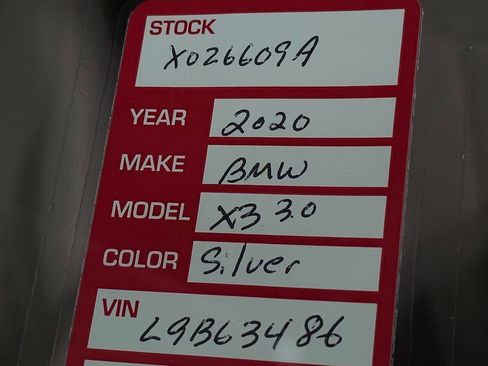 STOCK
X026609A
YEAR 2020
MAKE BMW
MODEL X3 3.0
COLOR Silver
VIN
L9B63486